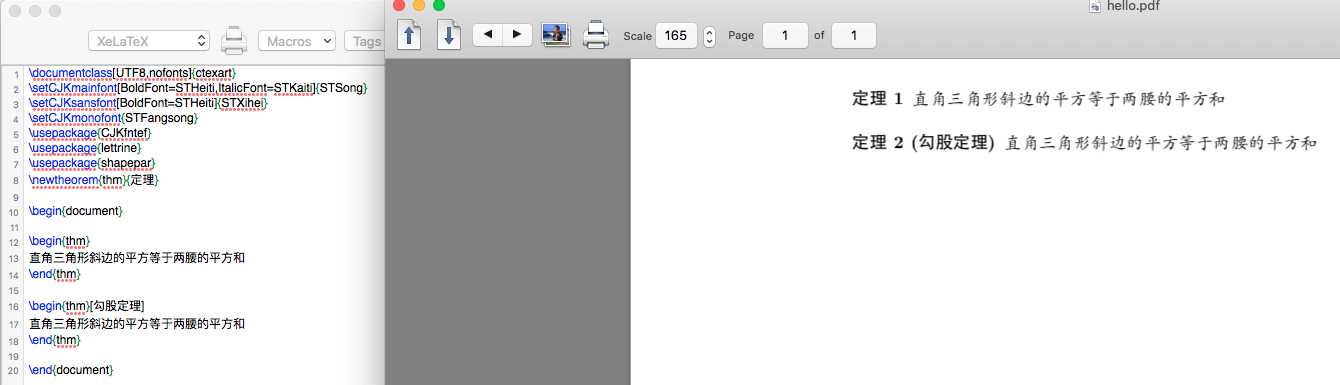 hello.pdf
XeLaTeX
Macros
Tags
Scale 165 Page 1 of 1
1 \documentclass[UTF8,nofonts]{ctexart}
2 \setCJKmainfont[BoldFont=STHeiti,ItalicFont=STKaiti]{STSong}
3 \setCJKsansfont[BoldFont=STHeiti]{STXihei}
4 \setCJKmonofont{STFangsong}
5 \usepackage{CJKfntef}
6 \usepackage{lettrine}
7 \usepackage{shapepar}
8 \newtheorem{thm}{定理}
9
10 \begin{document}
11
12 \begin{thm}
13 直角三角形斜边的平方等于两腰的平方和
14 \end{thm}
15
16 \begin{thm}[勾股定理]
17 直角三角形斜边的平方等于两腰的平方和
18 \end{thm}
19
20 \end{document}
定理 1 直角三角形斜边的平方等于两腰的平方和
定理 2 (勾股定理) 直角三角形斜边的平方等于两腰的平方和